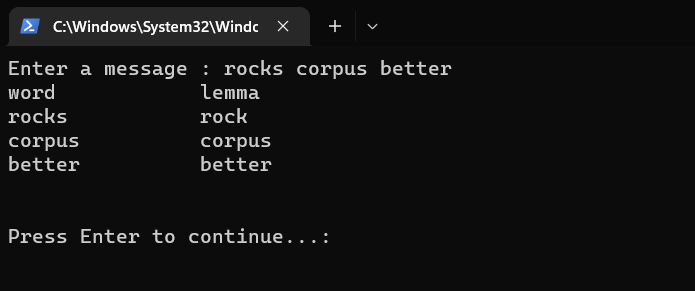 C:\Windows\System32\Windc
Enter a message : rocks corpus better
word lemma
rocks rock
corpus corpus
better better
Press Enter to continue...: